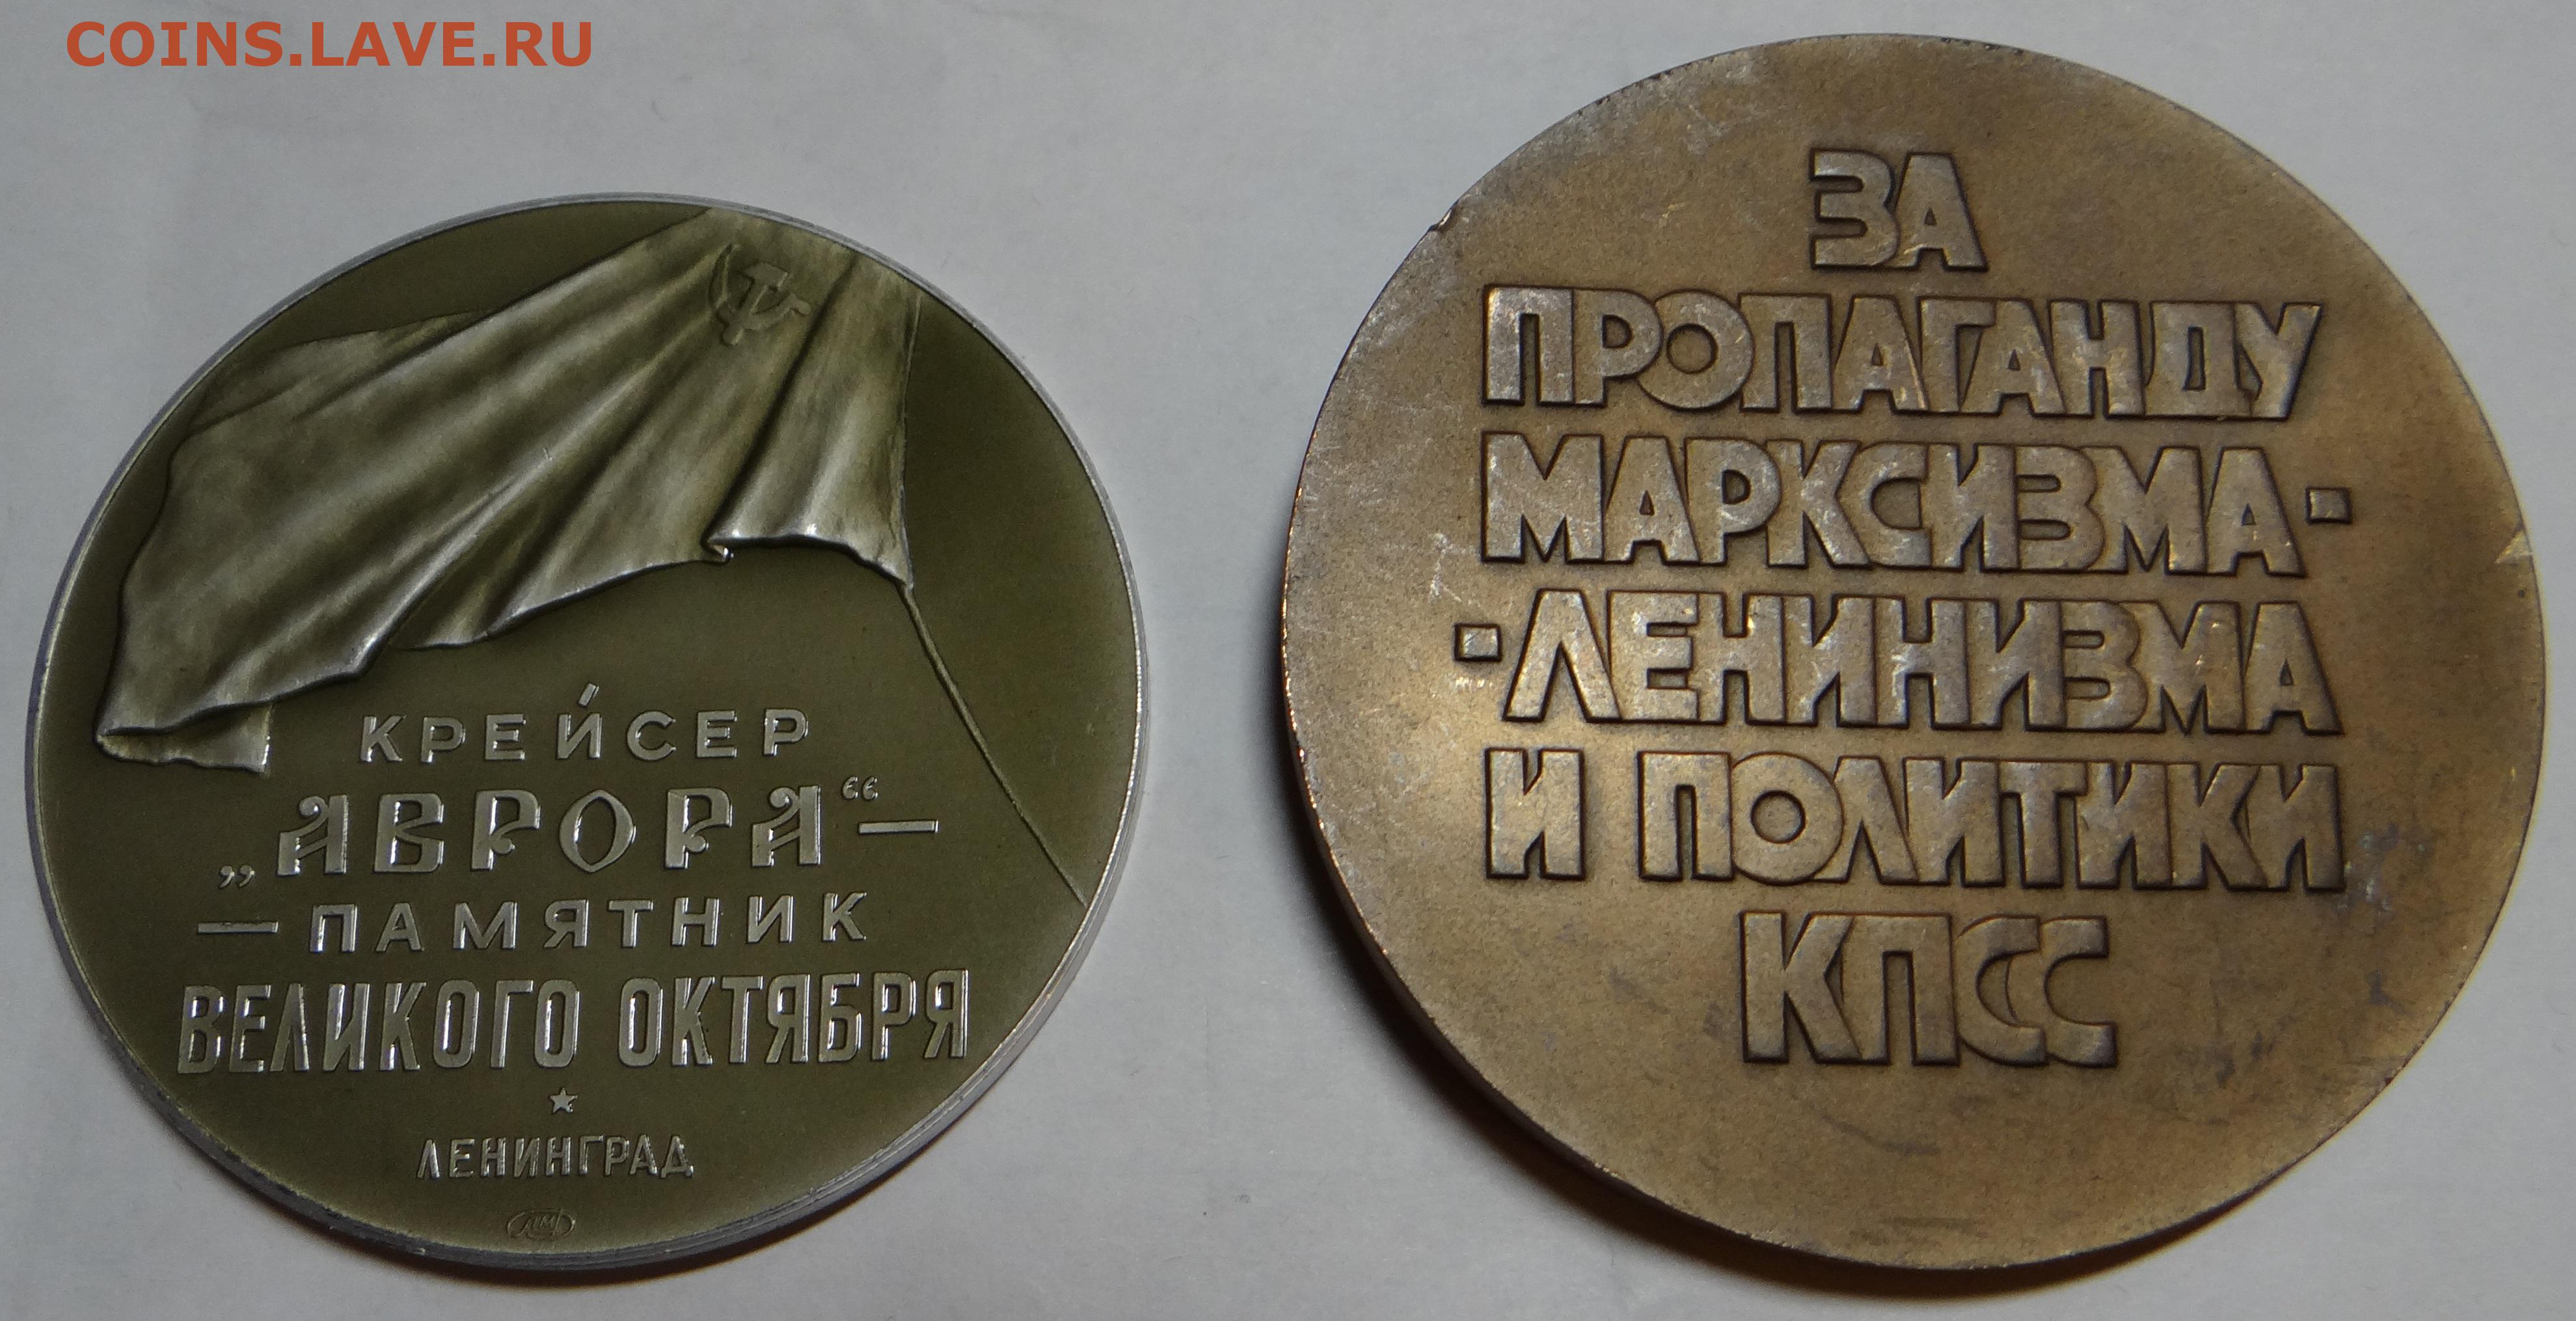 COINS.LAVE.RU
КРЕЙСЕР
„АВРОРА“ —
— ПАМЯТНИК
ВЕЛИКОГО ОКТЯБРЯ
ЛЕНИНГРАД
ЛМД
ЗА
ПРОПАГАНДУ
МАРКСИЗМА-
-ЛЕНИНИЗМА
И ПОЛИТИКИ
КПСС